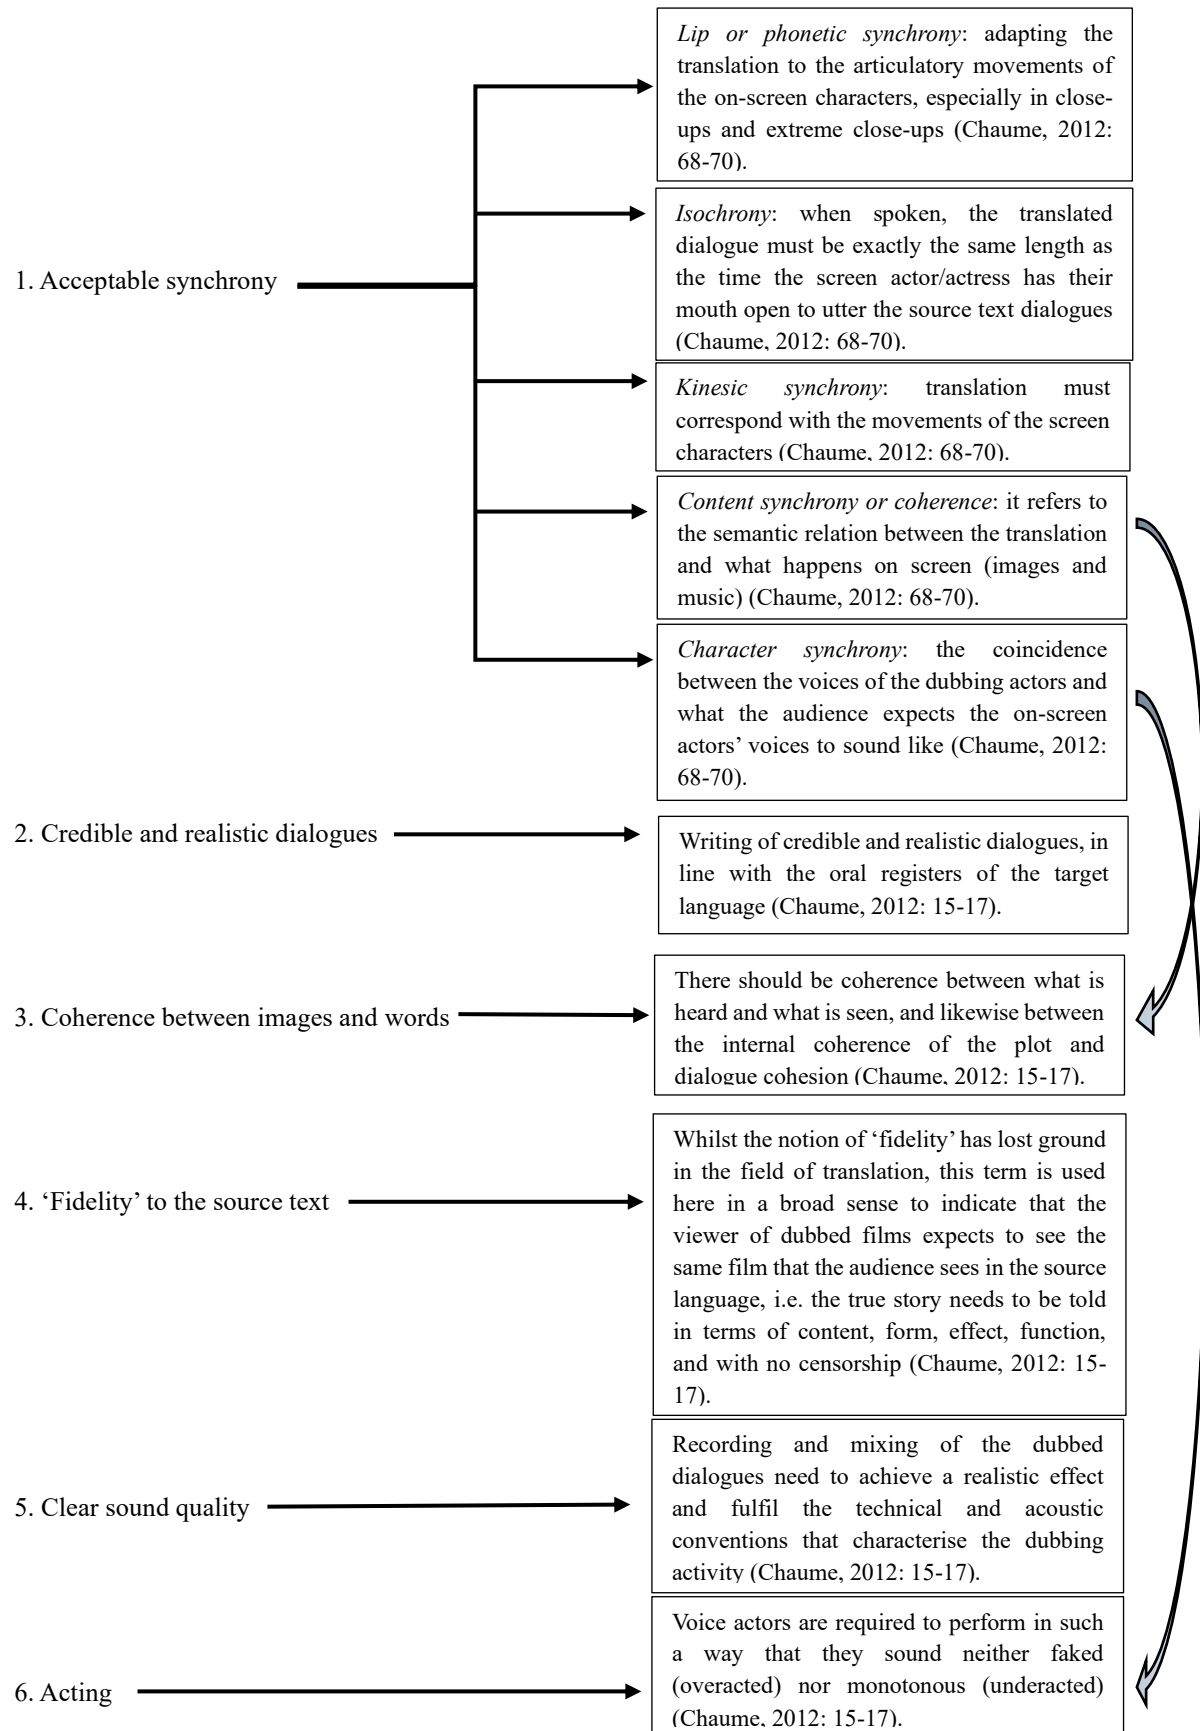 Lip or phonetic synchrony: adapting the
translation to the articulatory movements of
the on-screen characters, especially in close-
ups and extreme close-ups (Chaume, 2012:
68-70).
Isochrony: when spoken, the translated
dialogue must be exactly the same length as
the time the screen actor/actress has their
mouth open to utter the source text dialogues
(Chaume, 2012: 68-70).
1. Acceptable synchrony
Kinesic synchrony: translation must
correspond with the movements of the screen
characters (Chaume, 2012: 68-70).
Content synchrony or coherence: it refers to
the semantic relation between the translation
and what happens on screen (images and
music) (Chaume, 2012: 68-70).
Character synchrony: the coincidence
between the voices of the dubbing actors and
what the audience expects the on-screen
actors’ voices to sound like (Chaume, 2012:
68-70).
2. Credible and realistic dialogues
Writing of credible and realistic dialogues, in
line with the oral registers of the target
language (Chaume, 2012: 15-17).
3. Coherence between images and words
There should be coherence between what is
heard and what is seen, and likewise between
the internal coherence of the plot and
dialogue cohesion (Chaume, 2012: 15-17).
4. ‘Fidelity’ to the source text
Whilst the notion of ‘fidelity’ has lost ground
in the field of translation, this term is used
here in a broad sense to indicate that the
viewer of dubbed films expects to see the
same film that the audience sees in the source
language, i.e. the true story needs to be told
in terms of content, form, effect, function,
and with no censorship (Chaume, 2012: 15-
17).
5. Clear sound quality
Recording and mixing of the dubbed
dialogues need to achieve a realistic effect
and fulfil the technical and acoustic
conventions that characterise the dubbing
activity (Chaume, 2012: 15-17).
6. Acting
Voice actors are required to perform in such
a way that they sound neither faked
(overacted) nor monotonous (underacted)
(Chaume, 2012: 15-17).